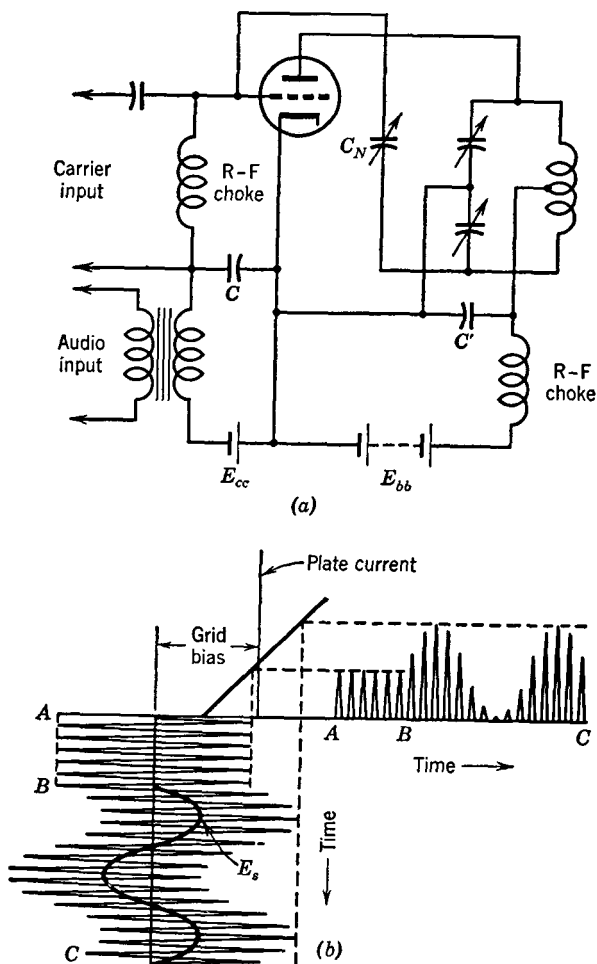 C_N
Carrier
input
R-F
choke
C
Audio
input
C'
R-F
choke
E_cc
E_bb
(a)
Plate current
Grid
bias
A
B
A
B
C
Time
E_s
Time
C
(b)